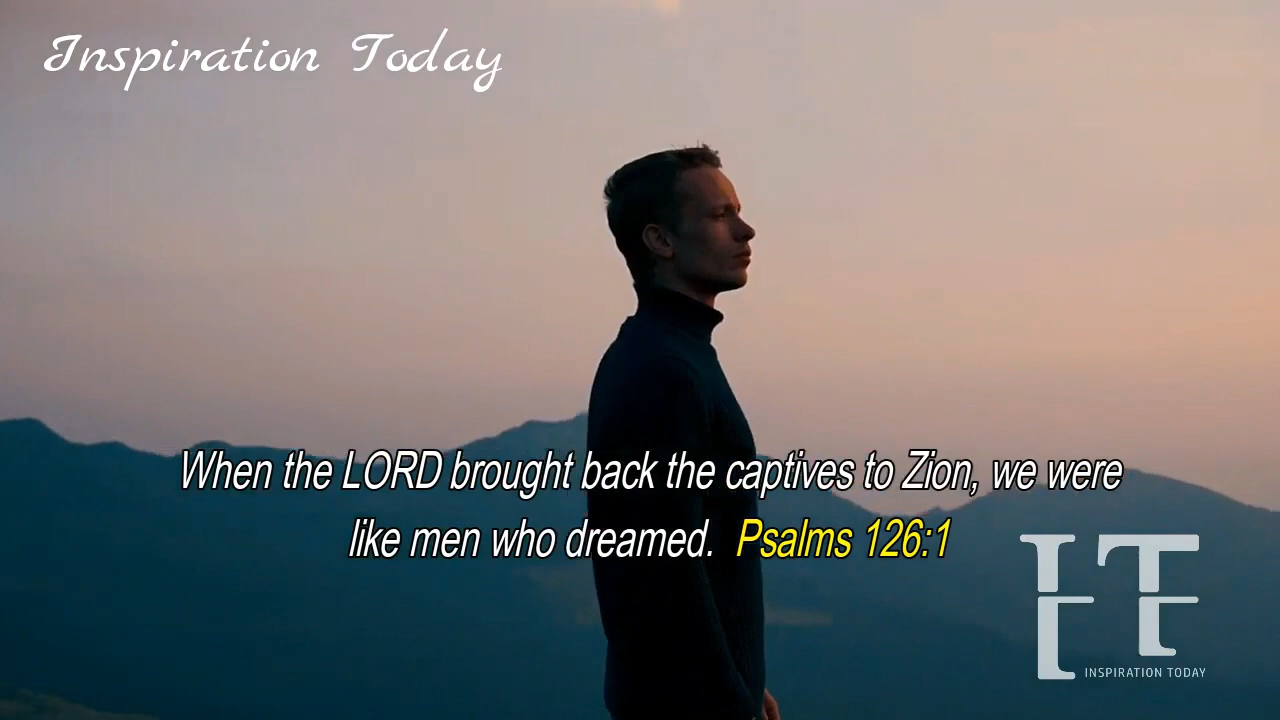 Inspiration Today
When the LORD brought back the captives to Zion, we were
like men who dreamed. Psalms 126:1
IT
INSPIRATION TODAY